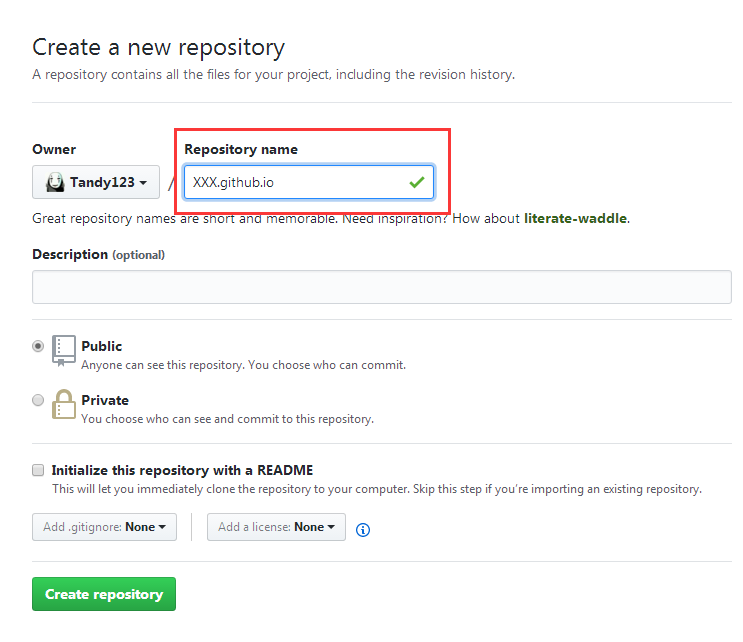 Create a new repository
A repository contains all the files for your project, including the revision history.
Owner
Repository name
Tandy123 / XXX.github.io
Great repository names are short and memorable. Need inspiration? How about literate-waddle.
Description (optional)
Public
Anyone can see this repository. You choose who can commit.
Private
You choose who can see and commit to this repository.
Initialize this repository with a README
This will let you immediately clone the repository to your computer. Skip this step if you're importing an existing repository.
Add .gitignore: None
Add a license: None
Create repository